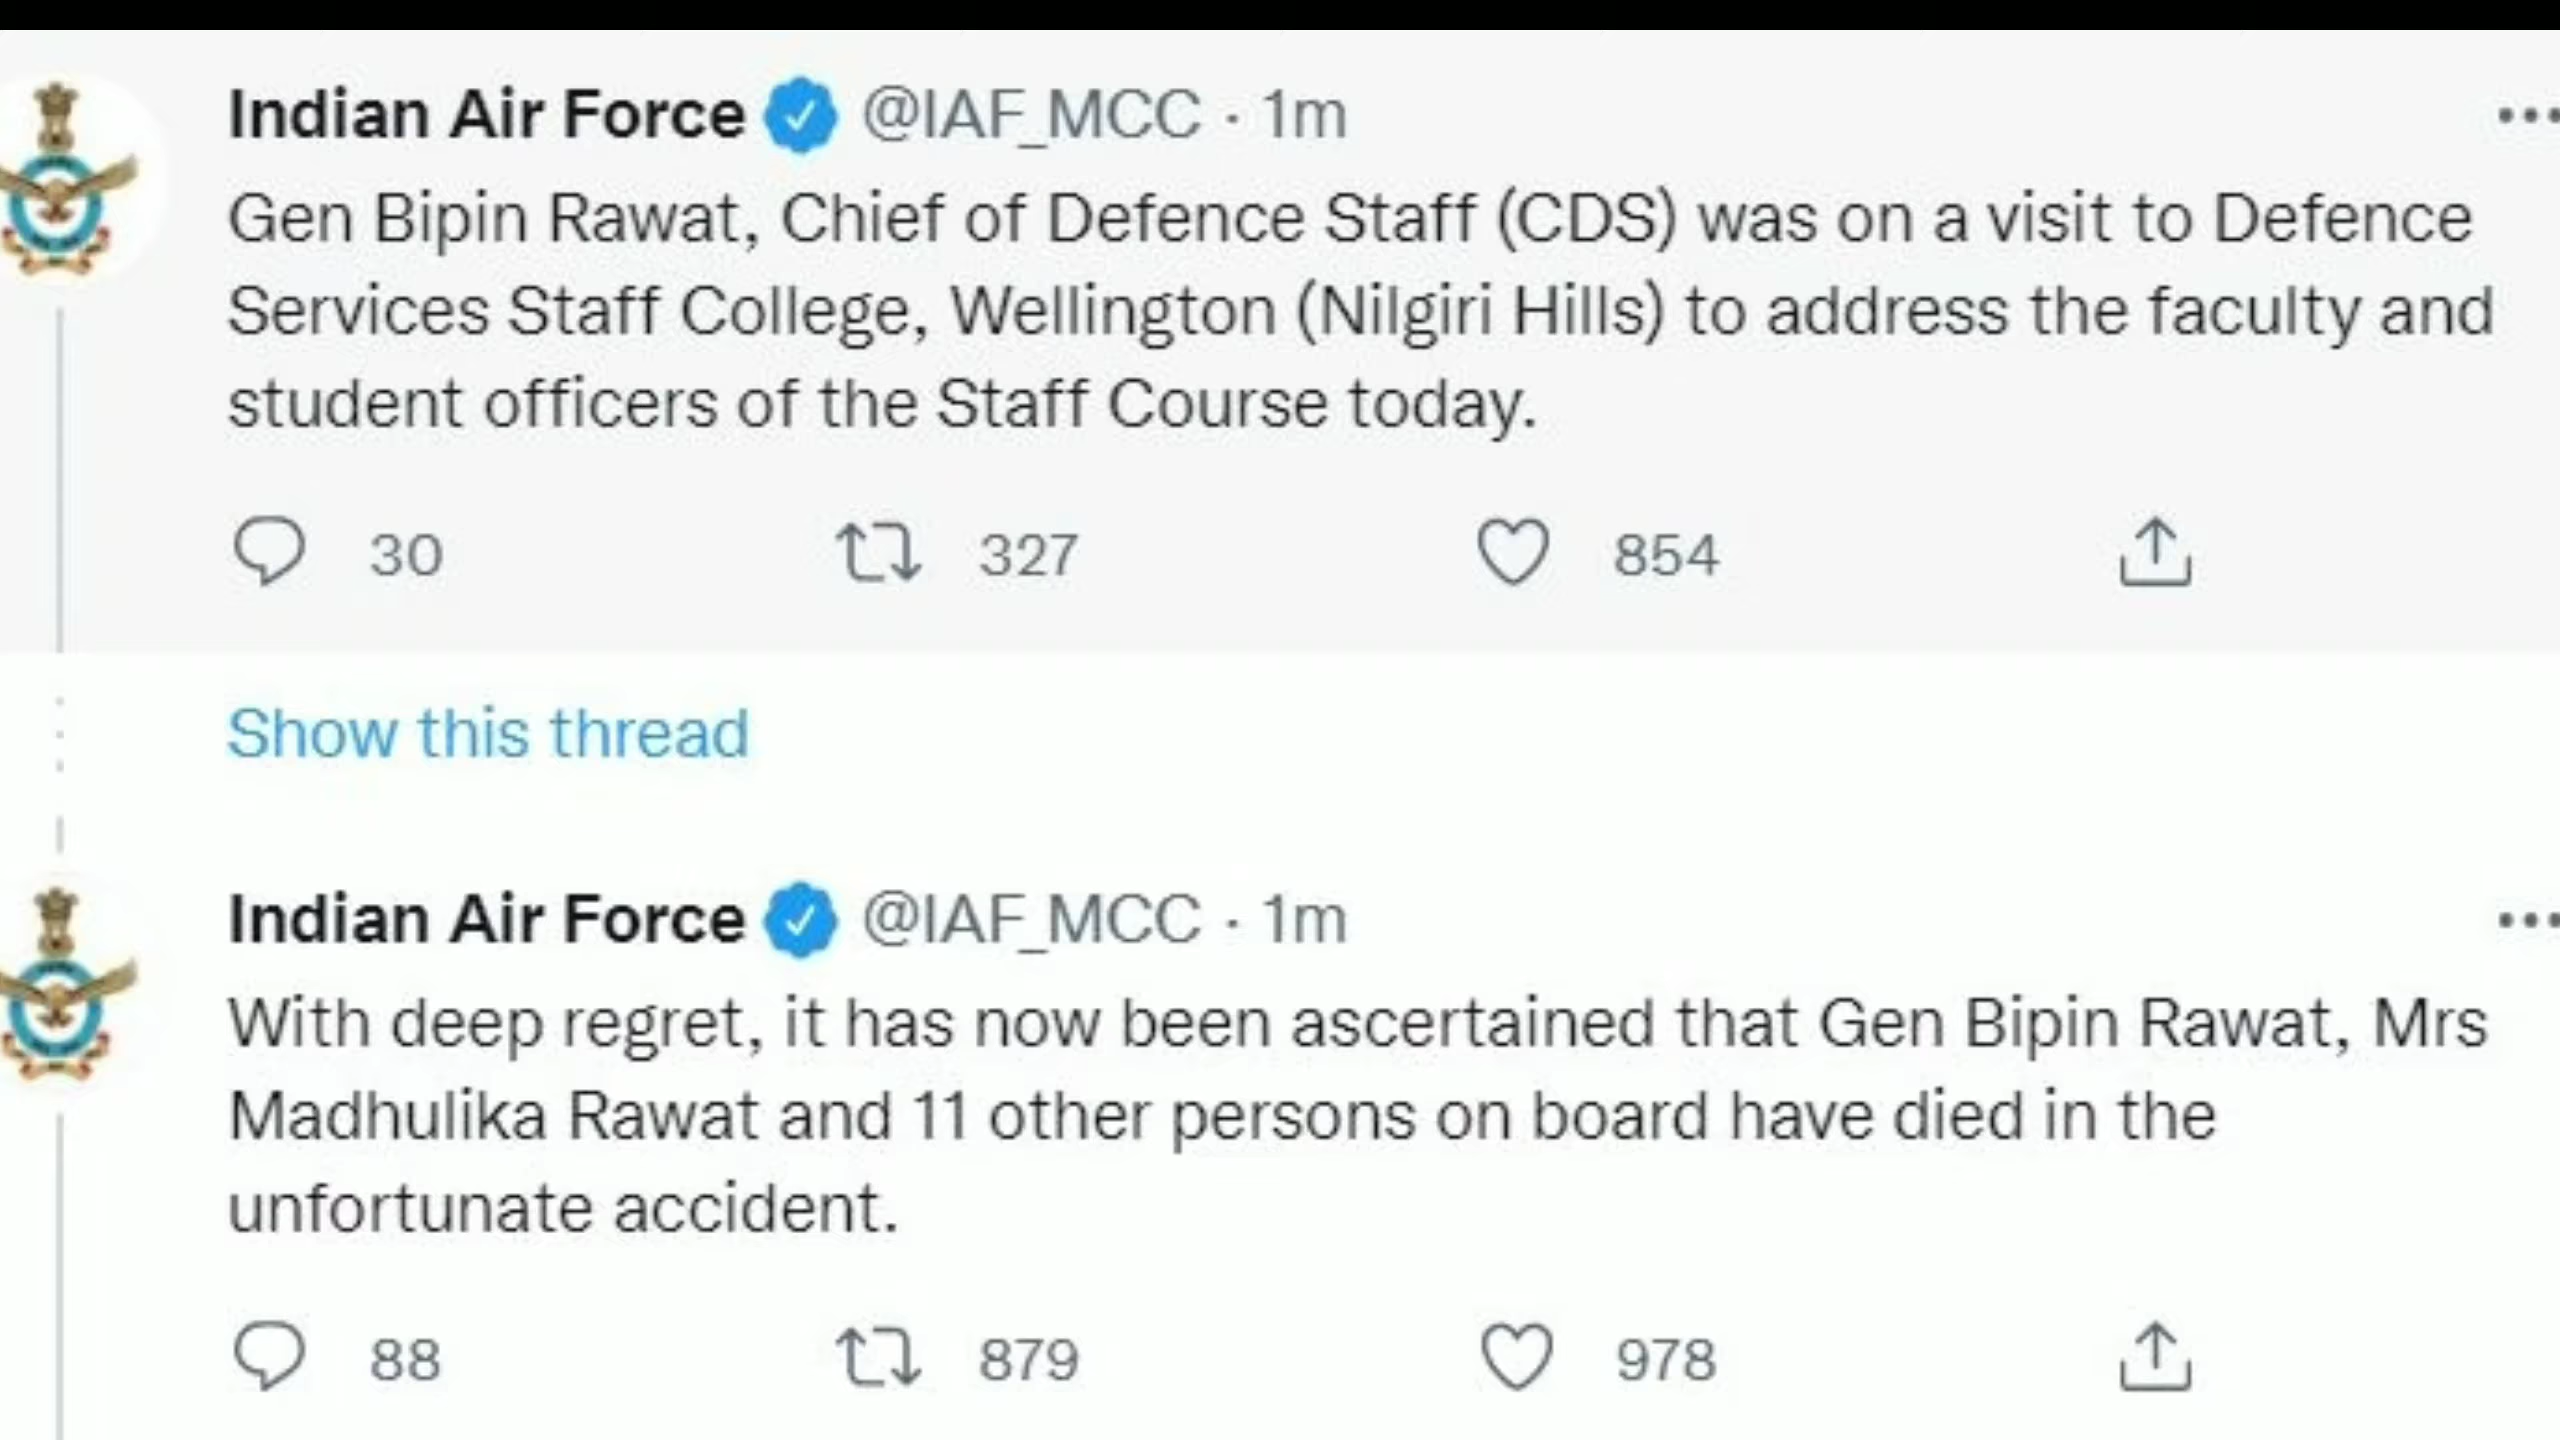 Indian Air Force @IAF_MCC · 1m
Gen Bipin Rawat, Chief of Defence Staff (CDS) was on a visit to Defence
Services Staff College, Wellington (Nilgiri Hills) to address the faculty and
student officers of the Staff Course today.
30 327 854
Show this thread
Indian Air Force @IAF_MCC · 1m
With deep regret, it has now been ascertained that Gen Bipin Rawat, Mrs
Madhulika Rawat and 11 other persons on board have died in the
unfortunate accident.
88 879 978